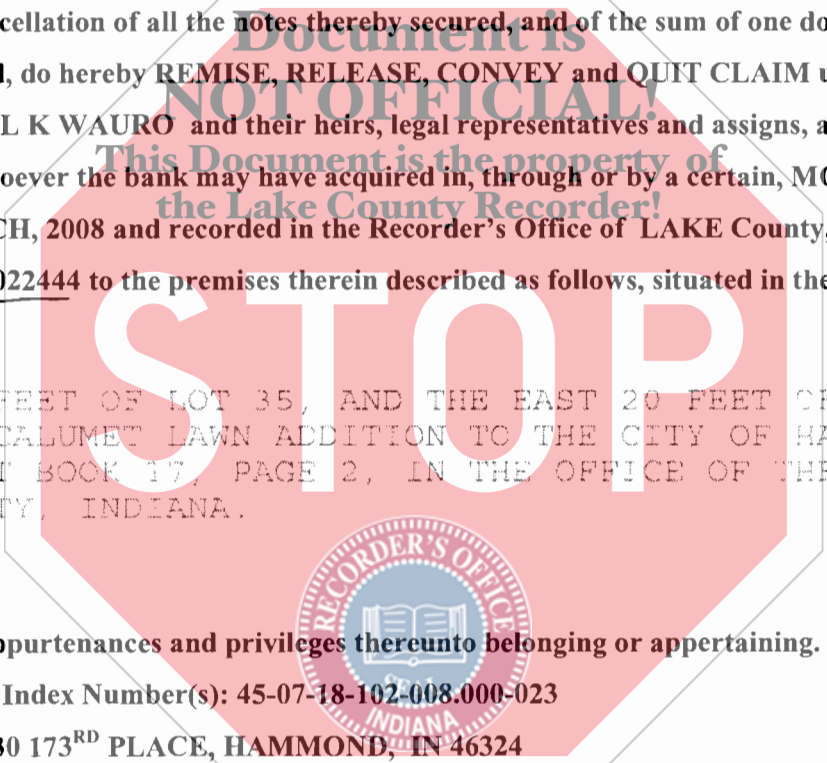 cellation of all the notes thereby secured, and of the sum of one do
Document is
, do hereby REMISE, RELEASE, CONVEY and QUIT CLAIM u
NOT OFFICIAL!
L K WAURO and their heirs, legal representatives and assigns, a
This Document is the property of
oever the bank may have acquired in, through or by a certain, MO
the Lake County Recorder!
CH, 2008 and recorded in the Recorder's Office of LAKE County,
022444 to the premises therein described as follows, situated in the
STOP
FEET OF LOT 35, AND THE EAST 20 FEET OF
CALUMET LAWN ADDITION TO THE CITY OF HA
T BOOK 17, PAGE 2, IN THE OFFICE OF THE
TY, INDIANA.
RECORDER'S OFFICE
ppurtenances and privileges thereunto belonging or appertaining.
SEAL
Index Number(s): 45-07-18-102-008.000-023
INDIANA
30 173RD PLACE, HAMMOND, IN 46324